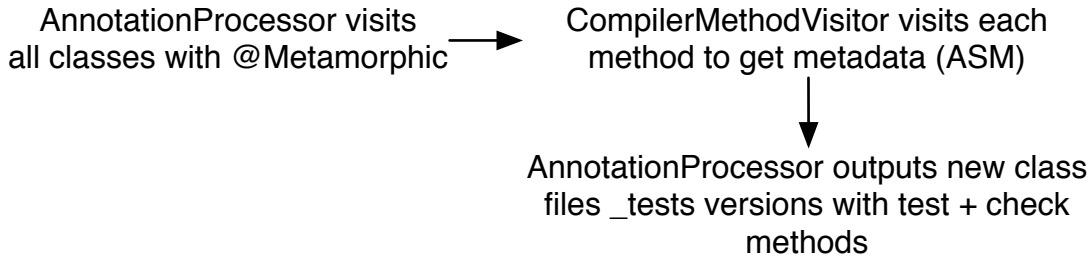 AnnotationProcessor visits
all classes with @Metamorphic
CompilerMethodVisitor visits each
method to get metadata (ASM)
AnnotationProcessor outputs new class
files _tests versions with test + check
methods